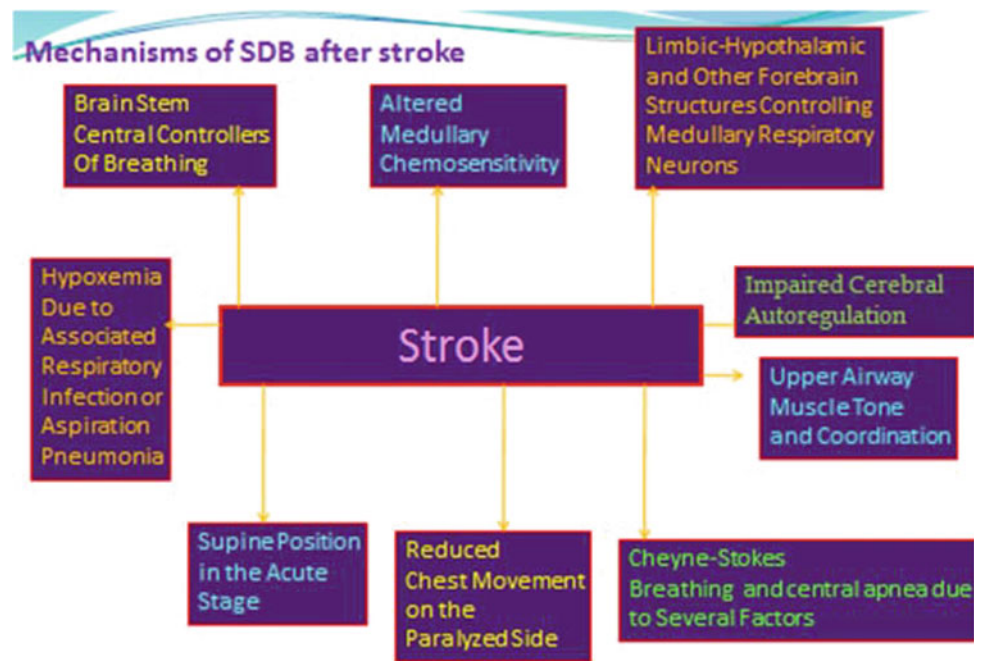 Mechanisms of SDB after stroke
Brain Stem
Central Controllers
Of Breathing
Altered
Medullary
Chemosensitivity
Limbic-Hypothalamic
and Other Forebrain
Structures Controlling
Medullary Respiratory
Neurons
Hypoxemia
Due to
Associated
Respiratory
Infection or
Aspiration
Pneumonia
Stroke
Impaired Cerebral
Autoregulation
Upper Airway
Muscle Tone
and Coordination
Supine Position
in the Acute
Stage
Reduced
Chest Movement
on the
Paralyzed Side
Cheyne-Stokes
Breathing and central apnea due
to Several Factors